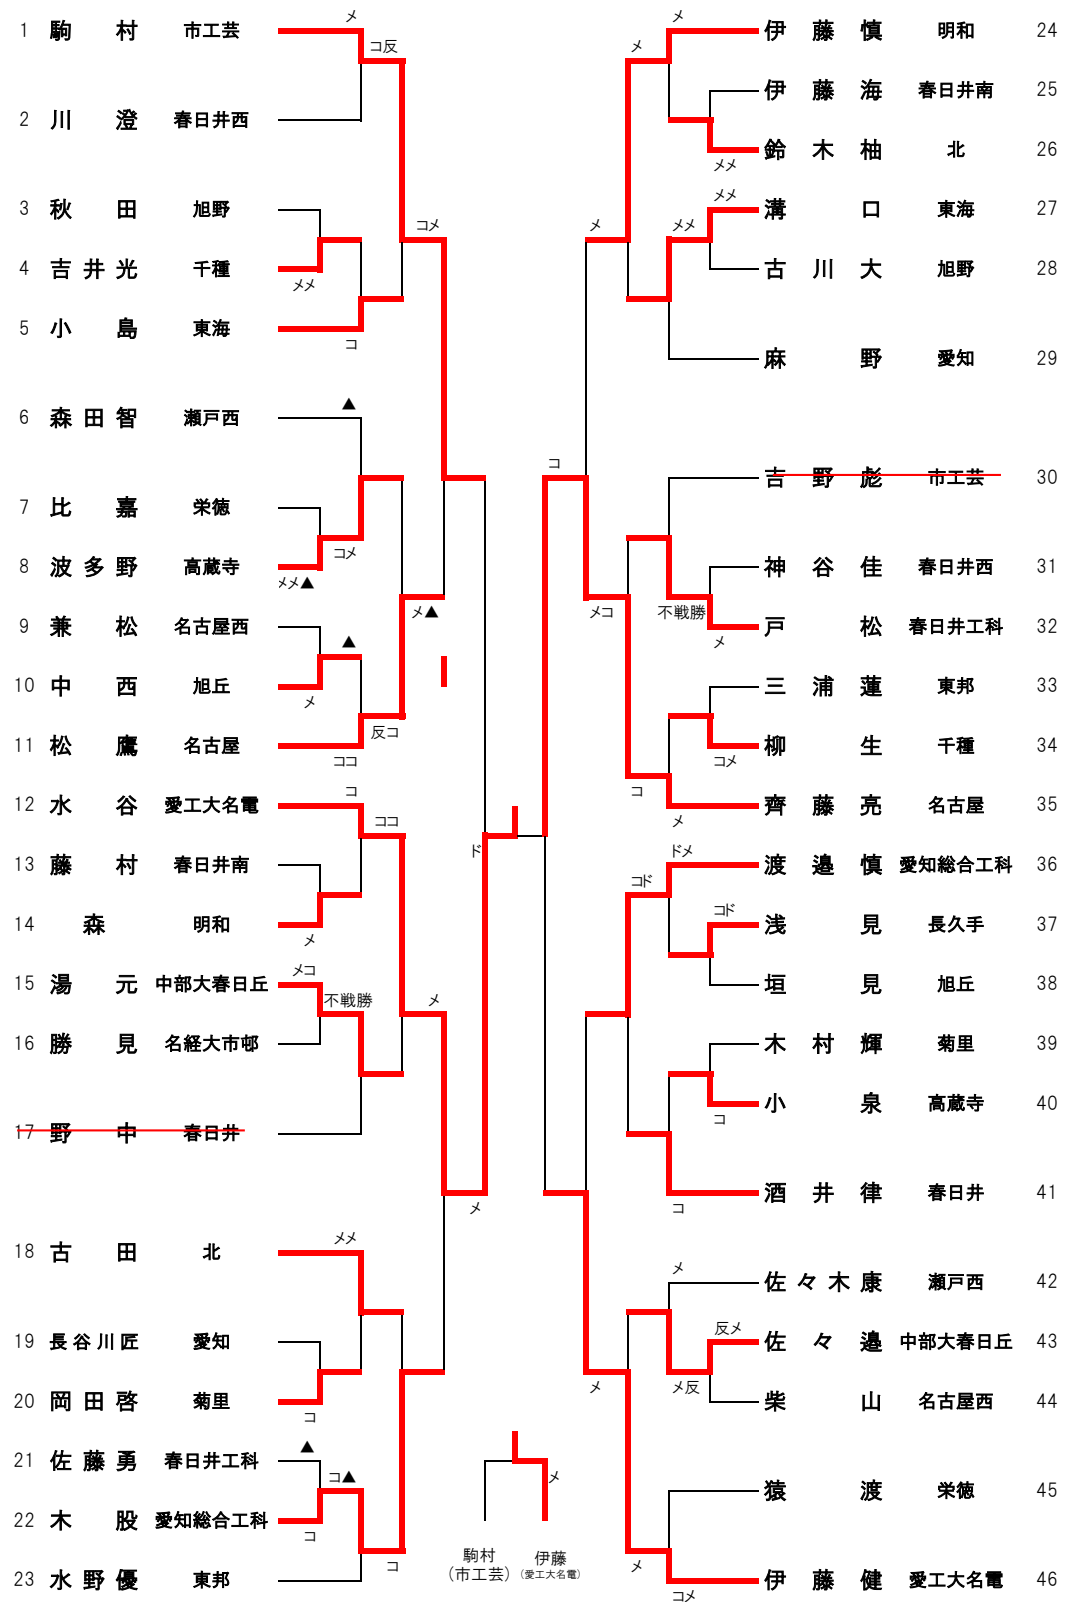 1 駒村 市工芸
2 川澄 春日井西
3 秋田 旭野
4 吉井光 千種
5 小島 東海
6 森田智 瀬戸西
7 比嘉 栄徳
8 波多野 高蔵寺
9 兼松 名古屋西
10 中西 旭丘
11 松鷹 名古屋
12 水谷 愛工大名電
13 藤村 春日井南
14 森 明和
15 湯元 中部大春日丘
16 勝見 名経大市邨
17 野中 春日井
18 古田 北
19 長谷川匠 愛知
20 岡田啓 菊里
21 佐藤勇 春日井工科
22 木股 愛知総合工科
23 水野優 東邦
メ
コ反
コメ
メメ
コ
▲
コメ
メメ▲
▲
メ▲
メ
反コ
ココ
コ
ココ
メ
メコ
不戦勝
メ
メ
メメ
コ
▲
コ▲
コ
コ
ド
コ
メ
駒村
(市工芸)
伊藤
(愛工大名電)
伊藤慎 明和 24
伊藤海 春日井南 25
鈴木柚 北 26
溝口 東海 27
古川大 旭野 28
麻野 愛知 29
吉野彪 市工芸 30
神谷佳 春日井西 31
戸松 春日井工科 32
三浦蓮 東邦 33
柳生 千種 34
齊藤亮 名古屋 35
渡邉慎 愛知総合工科 36
浅見 長久手 37
垣見 旭丘 38
木村輝 菊里 39
小泉 高蔵寺 40
酒井律 春日井 41
佐々木康 瀬戸西 42
佐々邉 中部大春日丘 43
柴山 名古屋西 44
猿渡 栄徳 45
伊藤健 愛工大名電 46
メ
メ
メメ
メメ
メメ
メ
メコ
不戦勝
メ
コメ
コ
メ
ドメ
コド
コド
コ
コ
メ
反メ
メ反
メ
メ
コメ